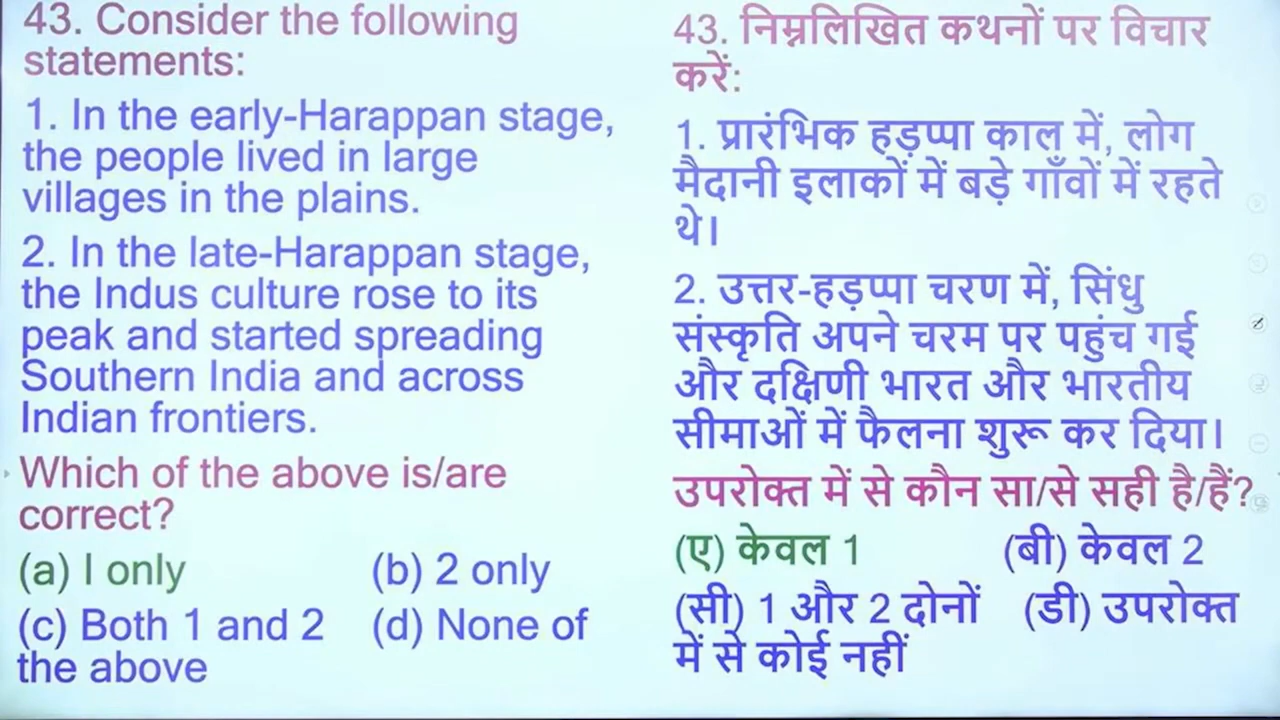 43. Consider the following
statements:
1. In the early-Harappan stage,
the people lived in large
villages in the plains.
2. In the late-Harappan stage,
the Indus culture rose to its
peak and started spreading
Southern India and across
Indian frontiers.
Which of the above is/are
correct?
(a) I only (b) 2 only
(c) Both 1 and 2 (d) None of
the above
43. निम्नलिखित कथनों पर विचार
करें:
1. प्रारंभिक हड़प्पा काल में, लोग
मैदानी इलाकों में बड़े गाँवों में रहते
थे।
2. उत्तर-हड़प्पा चरण में, सिंधु
संस्कृति अपने चरम पर पहुंच गई
और दक्षिणी भारत और भारतीय
सीमाओं में फैलना शुरू कर दिया।
उपरोक्त में से कौन सा/से सही है/हैं?
(ए) केवल 1 (बी) केवल 2
(सी) 1 और 2 दोनों (डी) उपरोक्त
में से कोई नहीं